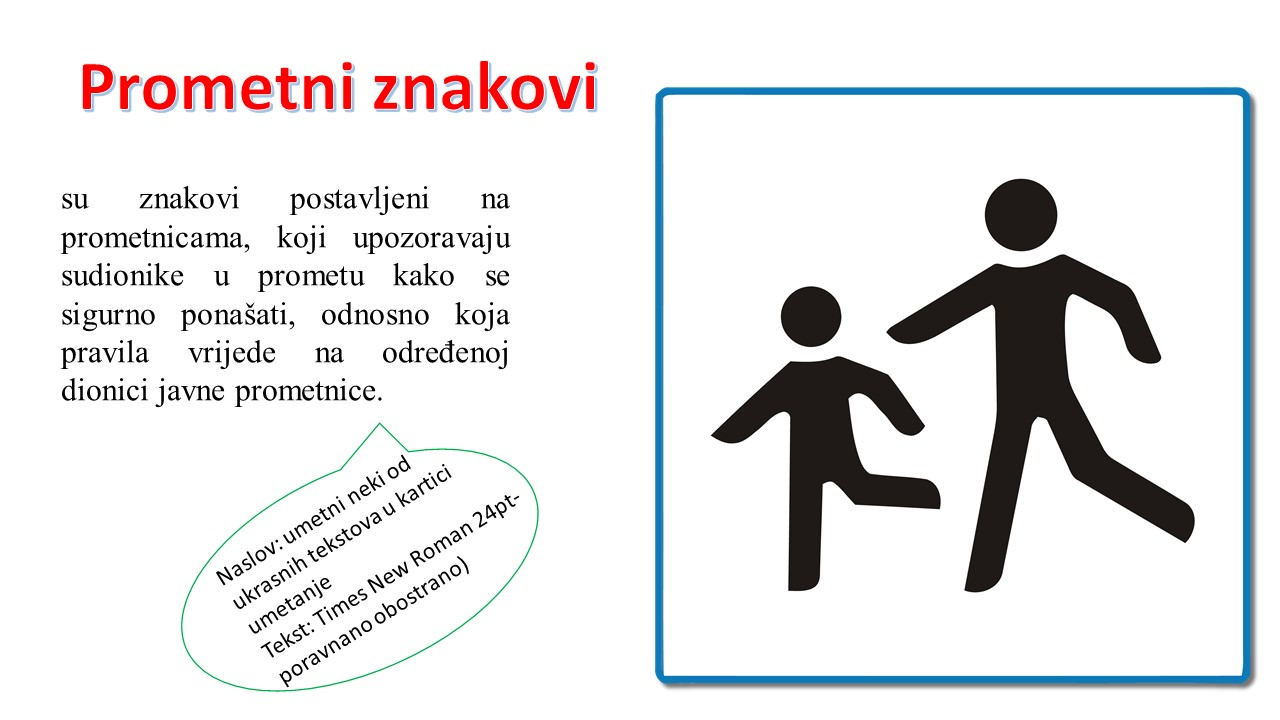 Prometni znakovi
su znakovi postavljeni na
prometnicama, koji upozoravaju
sudionike u prometu kako se
sigurno ponašati, odnosno koja
pravila vrijede na određenoj
dionici javne prometnice.
Naslov: umetni neki od
ukrasnih tekstova u kartici
umetanje
Tekst: Times New Roman 24pt-
poravnano obostrano)